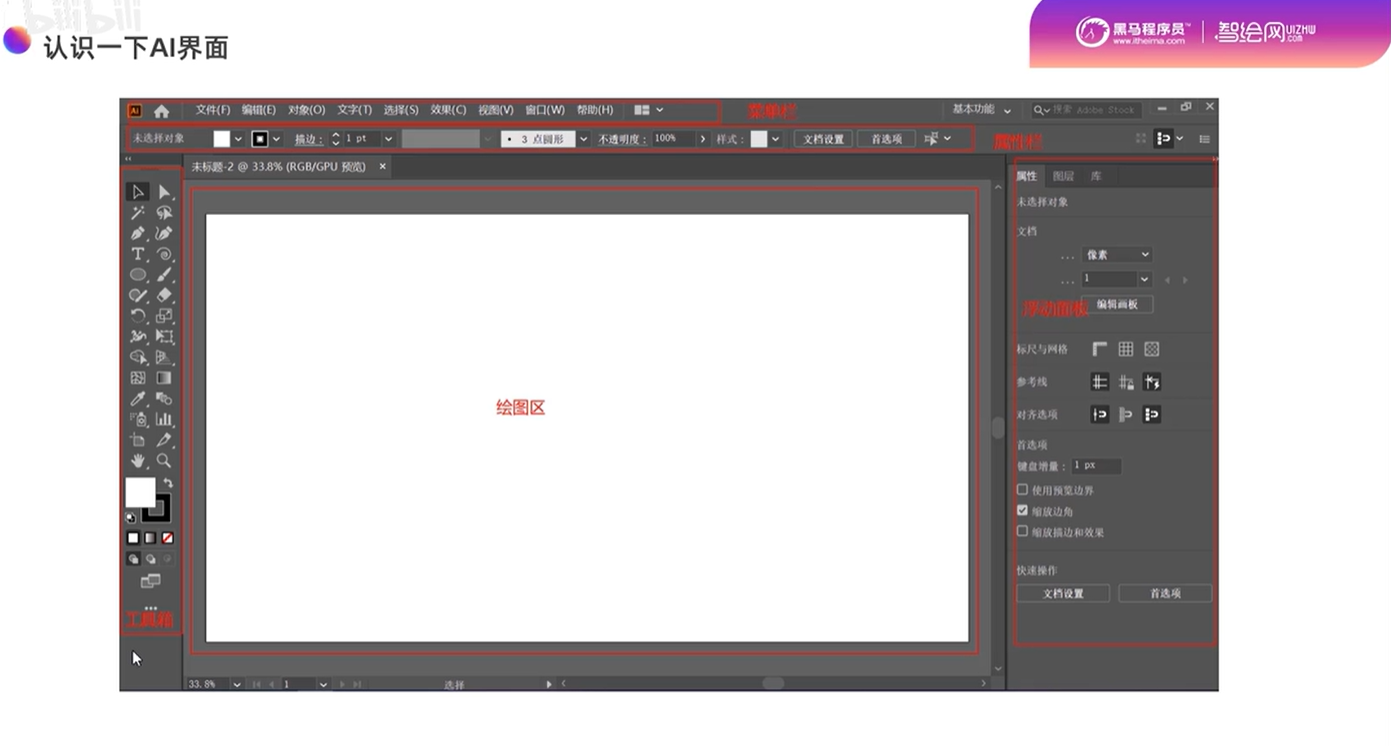 bilibili
认识一下AI界面
黑马程序员™ www.itheima.com 智绘网 UIZHW .COM
Ai 文件(F) 编辑(E) 对象(O) 文字(T) 选择(S) 效果(C) 视图(V) 窗口(W) 帮助(H) 菜单栏 基本功能 搜索 Adobe Stock
未选择对象 描边: 1 pt 3 点圆形 不透明度: 100% 样式: 文档设置 首选项 属性栏
未标题-2 @ 33.8% (RGB/GPU 预览)
属性 图层 库
未选择对象
文档
像素
1
编辑画板
浮动面板
标尺与网格
参考线
绘图区
对齐选项
首选项
键盘增量: 1 px
使用预览边界
缩放边角
缩放描边和效果
快速操作
文档设置 首选项
工具箱
33.8% 1 选择